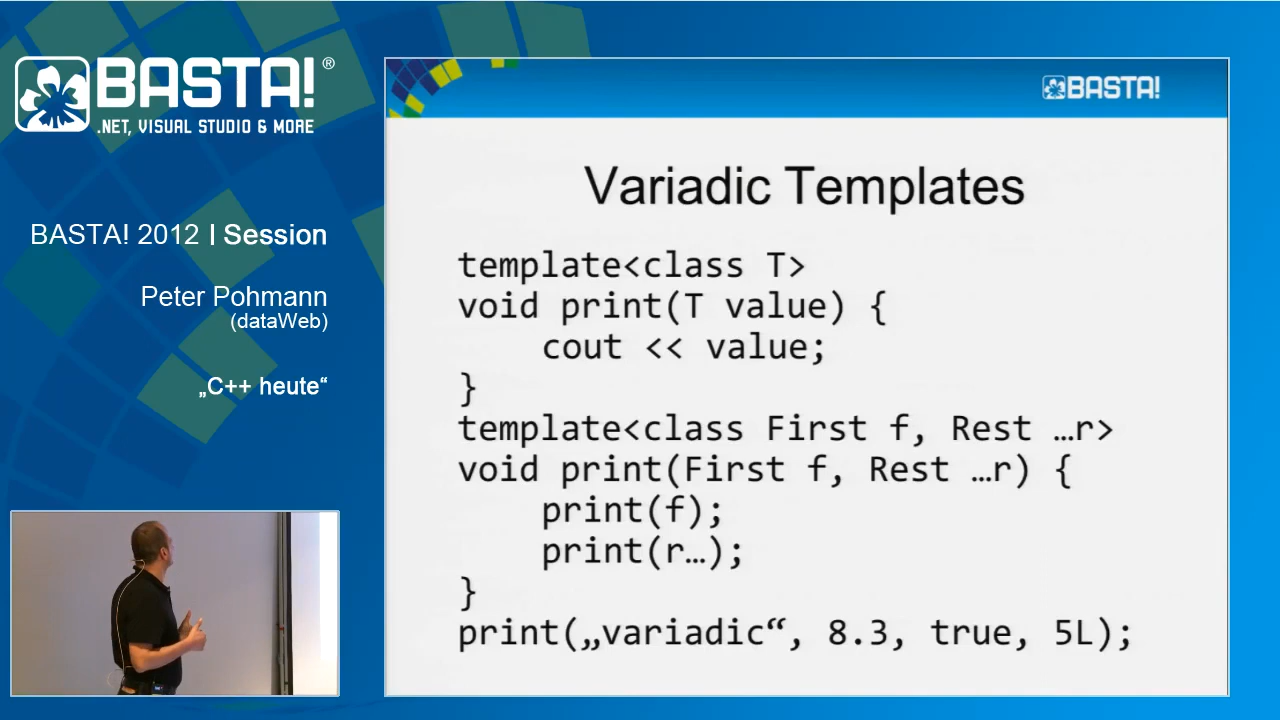 BASTA!®
.NET, VISUAL STUDIO & MORE
BASTA! 2012 | Session
Peter Pohmann
(dataWeb)
„C++ heute“
BASTA!
Variadic Templates
template<class T>
void print(T value) {
    cout << value;
}
template<class First f, Rest …r>
void print(First f, Rest …r) {
    print(f);
    print(r…);
}
print(„variadic“, 8.3, true, 5L);